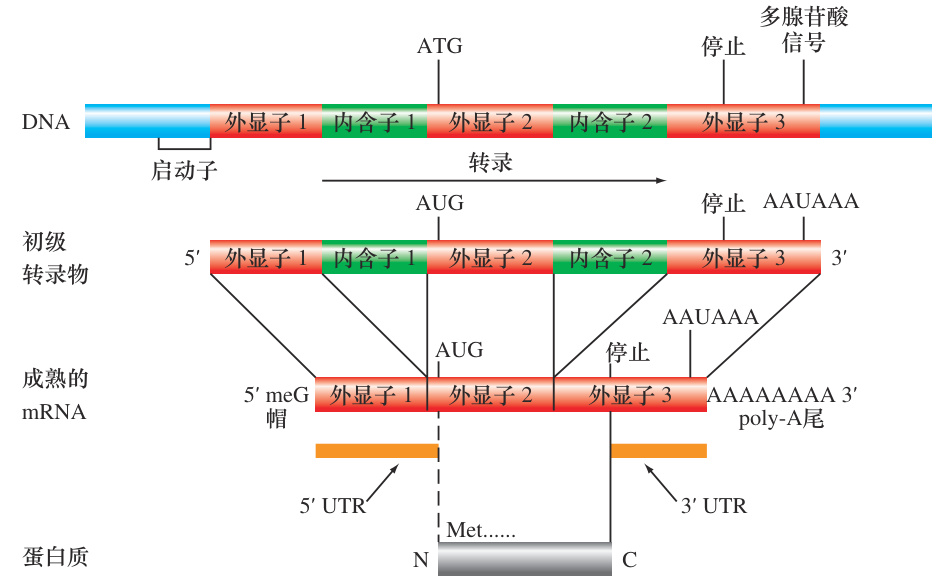 多腺苷酸
ATG 停止 信号
DNA 外显子 1 内含子 1 外显子 2 内含子 2 外显子 3
启动子 转录
AUG 停止 AAUAAA
初级
转录物
5′ 外显子 1 内含子 1 外显子 2 内含子 2 外显子 3 3′
AAUAAA
AUG 停止
成熟的
mRNA
5′ meG 外显子 1 外显子 2 外显子 3 AAAAAAAA 3′
帽 poly-A尾
5′ UTR 3′ UTR
Met......
蛋白质 N C